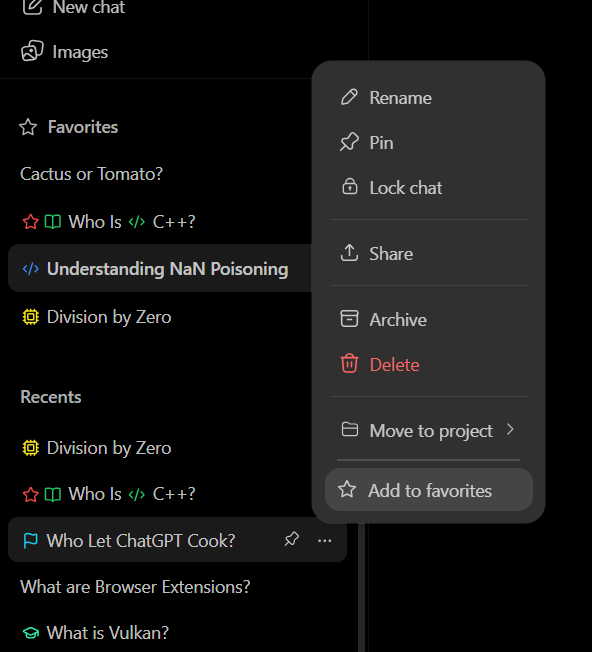 New chat
Images
Favorites
Cactus or Tomato?
Who Is </> C++?
</> Understanding NaN Poisoning
Division by Zero
Recents
Division by Zero
Who Is </> C++?
Who Let ChatGPT Cook?
What are Browser Extensions?
What is Vulkan?
Rename
Pin
Lock chat
Share
Archive
Delete
Move to project
Add to favorites